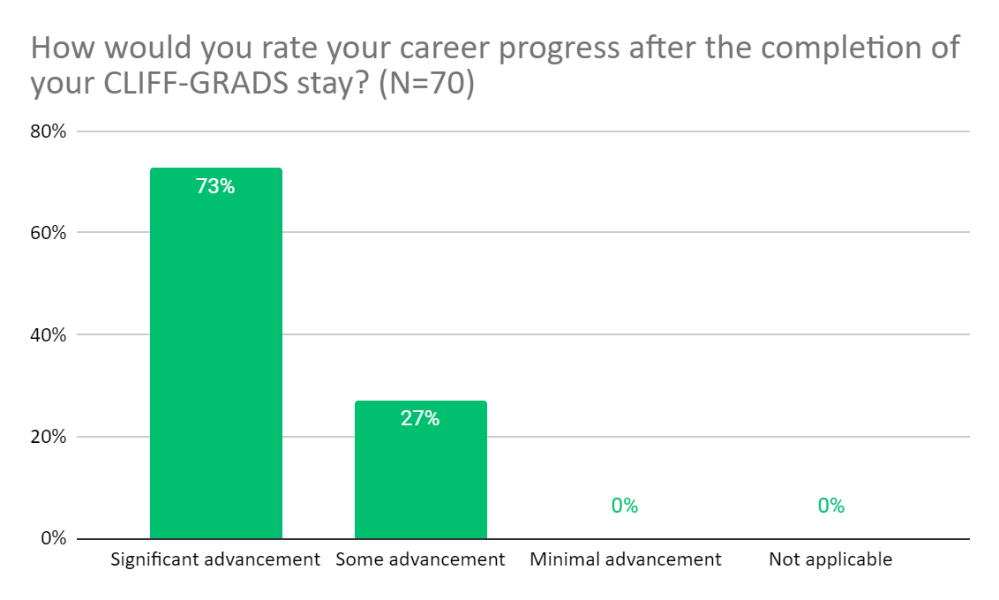 How would you rate your career progress after the completion of
your CLIFF-GRADS stay? (N=70)
80%
73%
60%
40%
27%
20%
0%
0%
0%
Significant advancement
Some advancement
Minimal advancement
Not applicable